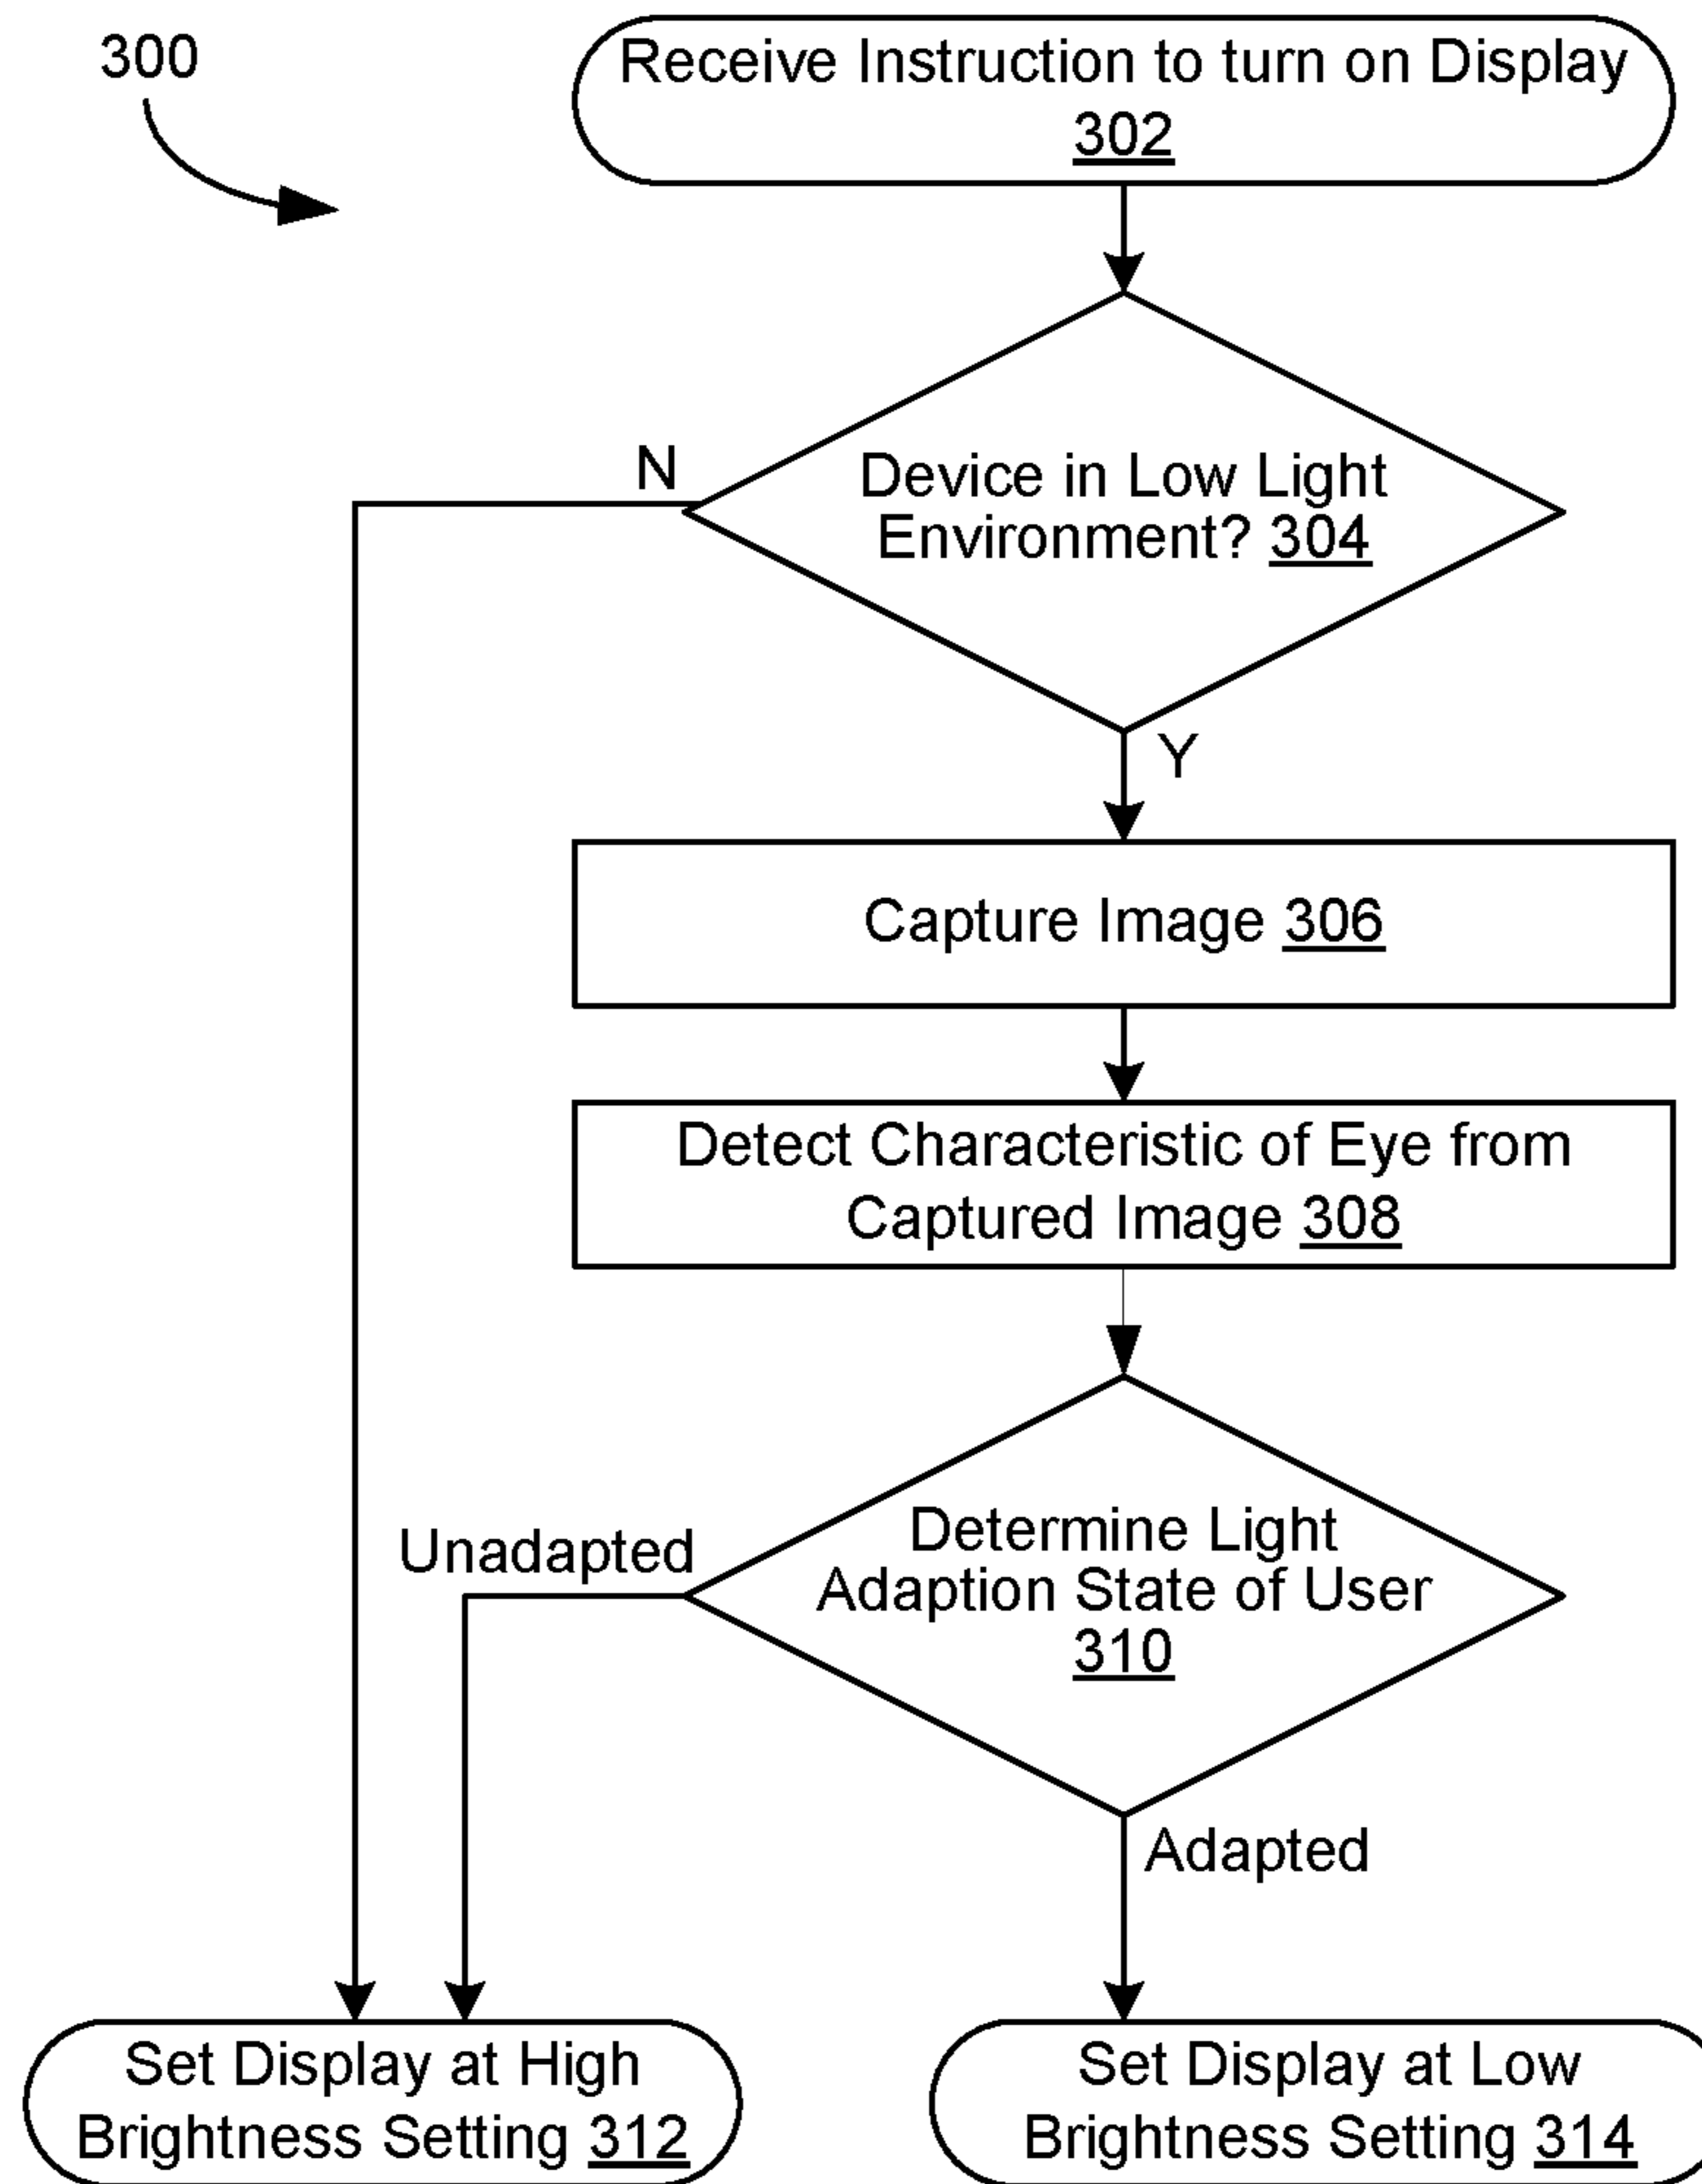 300
Receive Instruction to turn on Display
302
N
Device in Low Light
Environment? 304
Y
Capture Image 306
Detect Characteristic of Eye from
Captured Image 308
Unadapted
Determine Light
Adaption State of User
310
Adapted
Set Display at High
Brightness Setting 312
Set Display at Low
Brightness Setting 314